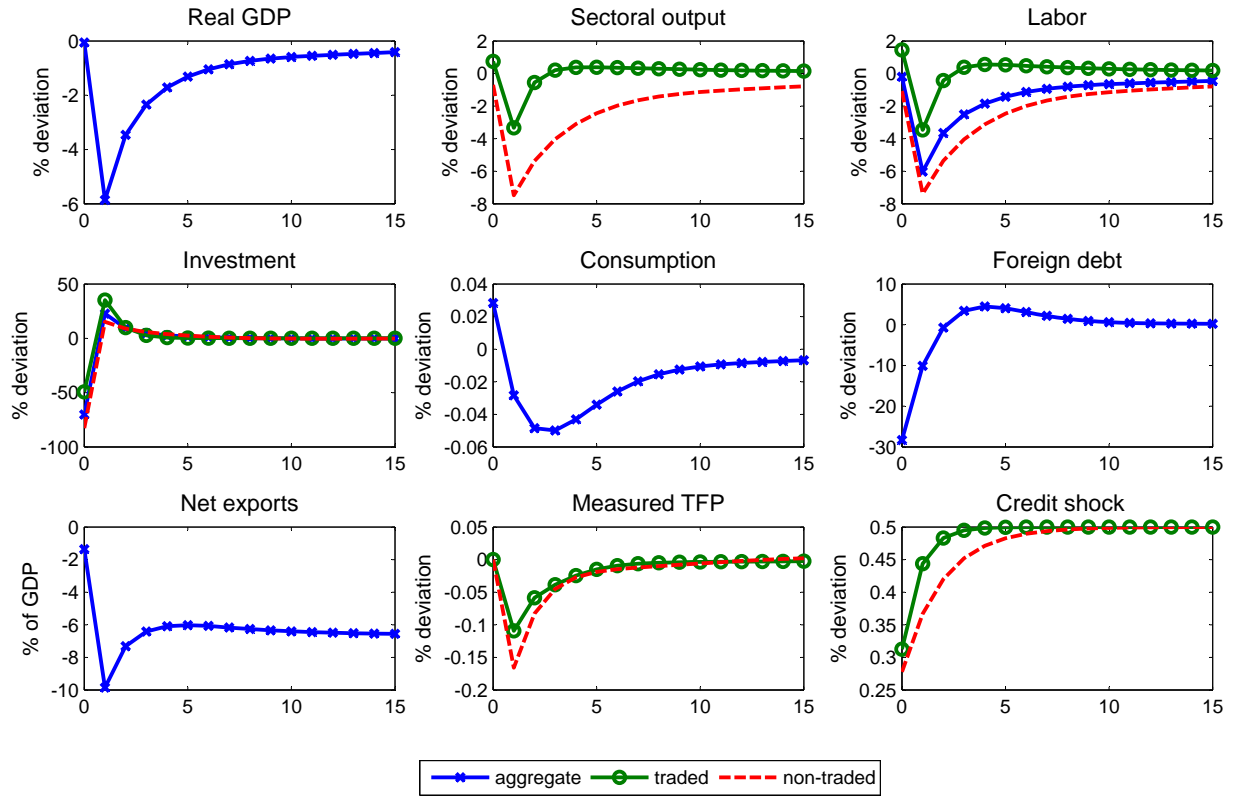 Real GDP
% deviation
0
-2
-4
-6
0 5 10 15
Sectoral output
% deviation
2
0
-2
-4
-6
-8
0 5 10 15
Labor
% deviation
2
0
-2
-4
-6
-8
0 5 10 15
Investment
% deviation
50
0
-50
-100
0 5 10 15
Consumption
% deviation
0.04
0.02
0
-0.02
-0.04
-0.06
0 5 10 15
Foreign debt
% deviation
10
0
-10
-20
-30
0 5 10 15
Net exports
% of GDP
0
-2
-4
-6
-8
-10
0 5 10 15
Measured TFP
% deviation
0.05
0
-0.05
-0.1
-0.15
-0.2
0 5 10 15
Credit shock
% deviation
0.5
0.45
0.4
0.35
0.3
0.25
0 5 10 15
aggregate traded non-traded